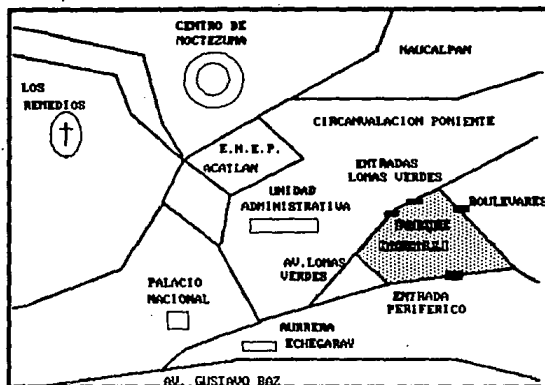 CENTRO DE
MOCTEZUMA
NAUCALPAN
LOS
REMEDIOS
CIRCANVALACION PONIENTE
E.N.E.P.
ACATLAN
ENTRADAS
LOMAS VERDES
UNIDAD
ADMINISTRATIVA
BOULEVARES
AV.LOMAS
VERDES
PALACIO
NACIONAL
ENTRADA
PERIFERICO
AURRERA
ECHEGARAY
AV. GUSTAVO BAZ